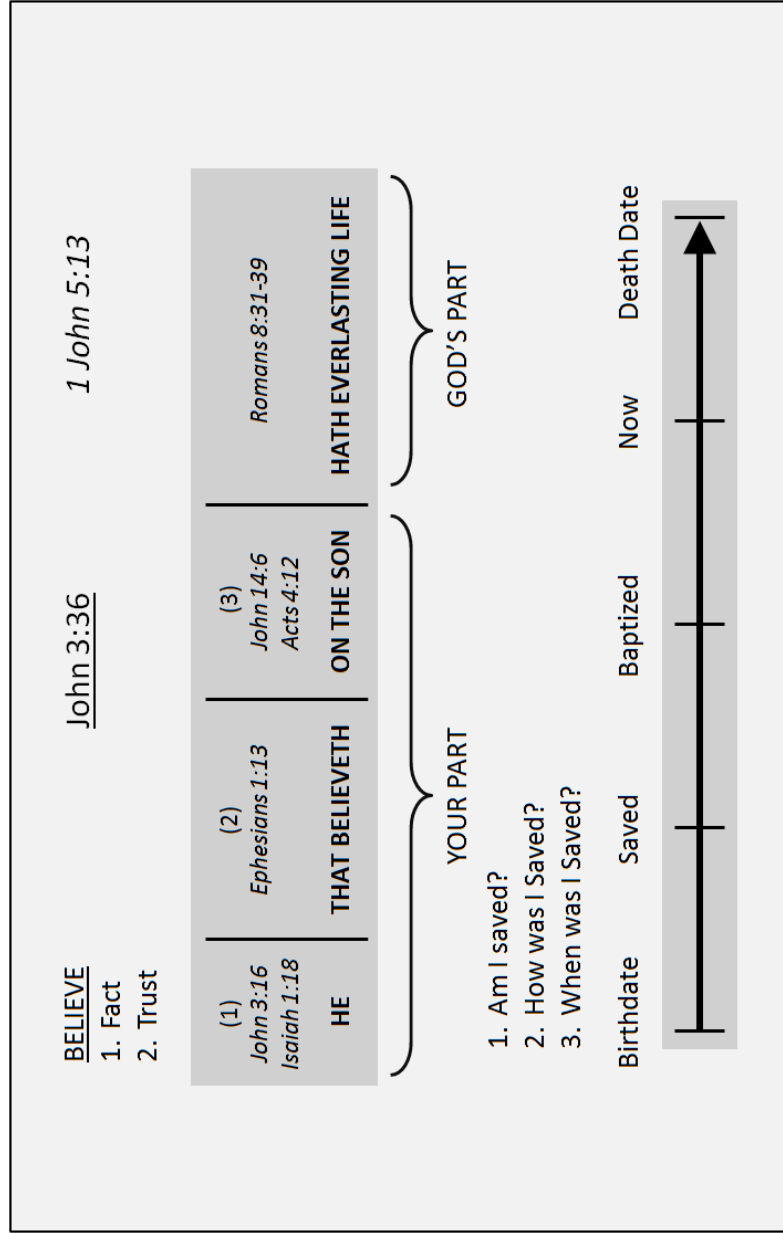 BELIEVE
1. Fact
2. Trust
John 3:36
1 John 5:13
(1)
John 3:16
Isaiah 1:18
HE
(2)
Ephesians 1:13
THAT BELIEVETH
(3)
John 14:6
Acts 4:12
ON THE SON
Romans 8:31-39
HATH EVERLASTING LIFE
YOUR PART
GOD'S PART
1. Am I saved?
2. How was I Saved?
3. When was I Saved?
Birthdate
Saved
Baptized
Now
Death Date